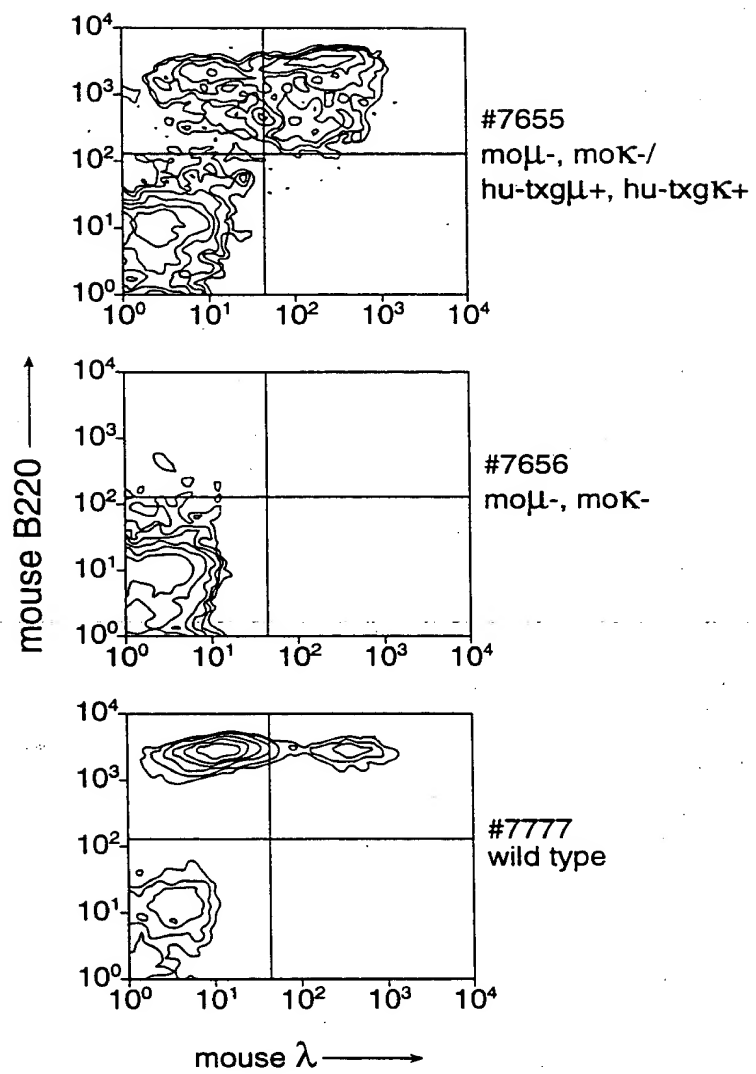 10⁴
10³
10²
10¹
10⁰
10⁰ 10¹ 10² 10³ 10⁴
#7655
moμ-, moκ-/
hu-txgμ+, hu-txgκ+
10⁴
10³
10²
10¹
10⁰
10⁰ 10¹ 10² 10³ 10⁴
#7656
moμ-, moκ-
10⁴
10³
10²
10¹
10⁰
10⁰ 10¹ 10² 10³ 10⁴
#7777
wild type
mouse B220
mouse λ